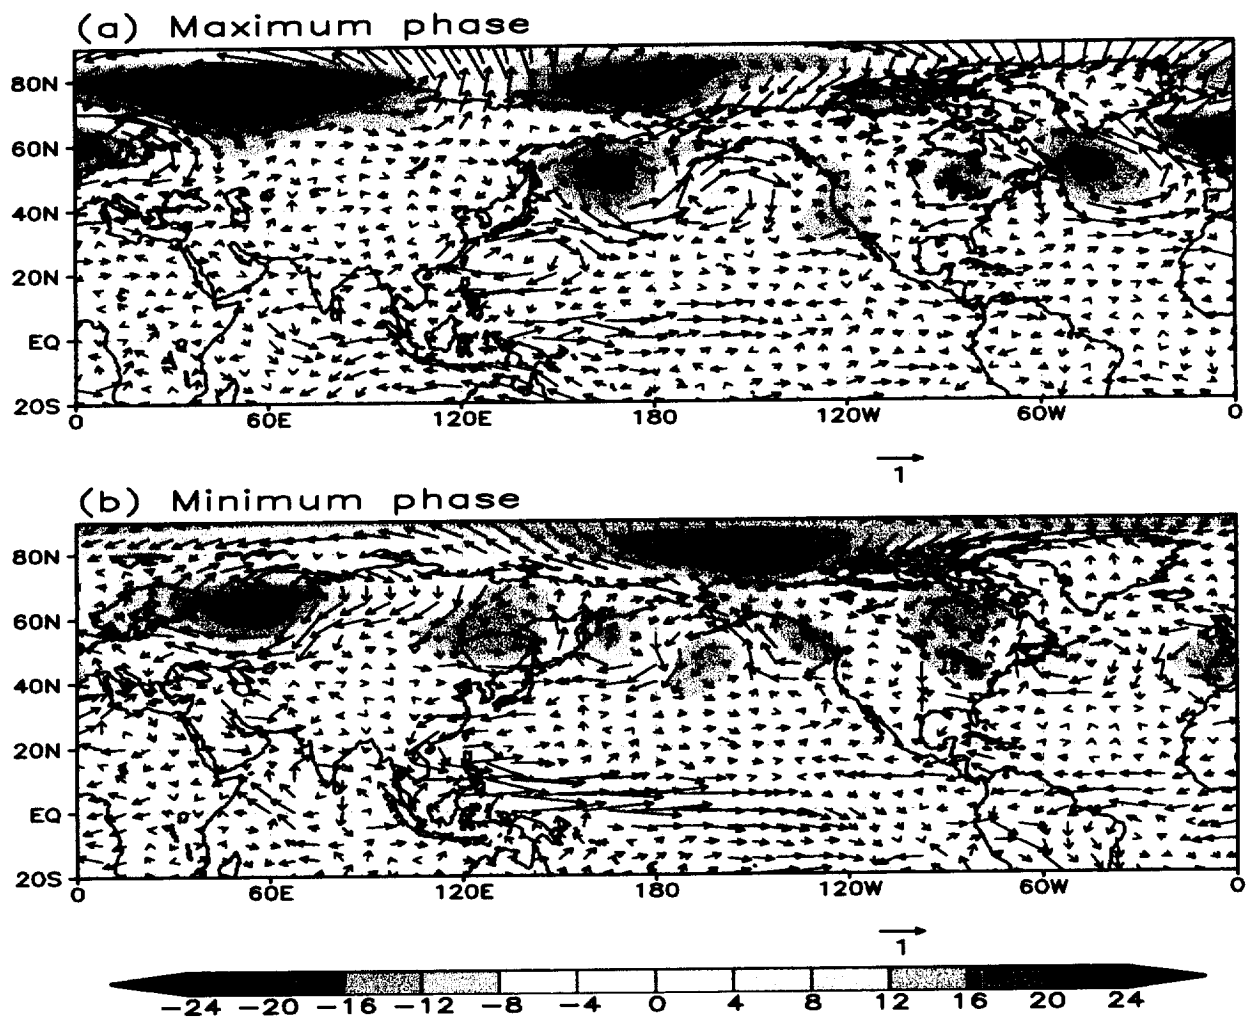 (a) Maximum phase
80N
60N
40N
20N
EQ
20S
0 60E 120E 180 120W 60W 0
1
(b) Minimum phase
80N
60N
40N
20N
EQ
20S
0 60E 120E 180 120W 60W 0
1
-24 -20 -16 -12 -8 -4 0 4 8 12 16 20 24